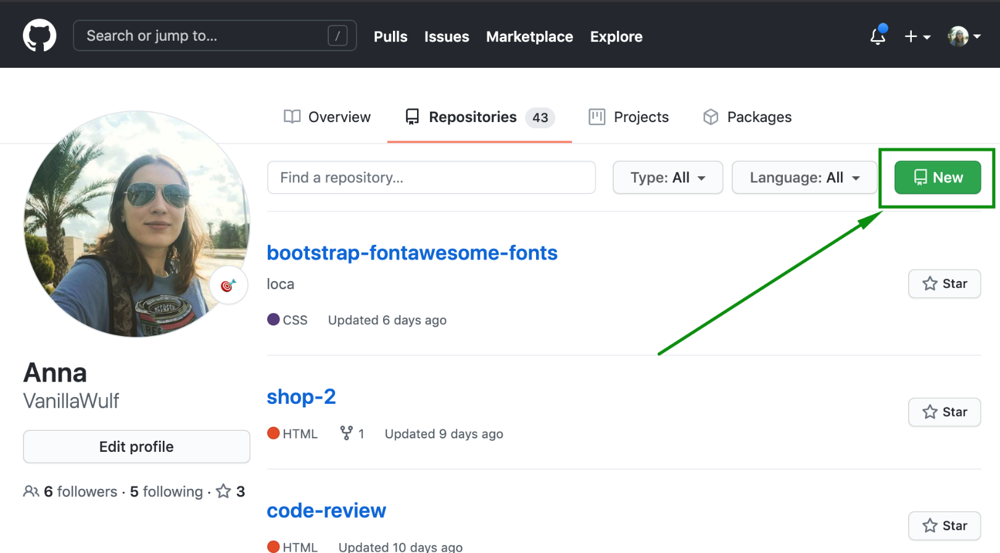 Search or jump to... /
Pulls Issues Marketplace Explore
Overview Repositories 43 Projects Packages
Find a repository... Type: All Language: All New
bootstrap-fontawesome-fonts
loca
Star
CSS Updated 6 days ago
Anna
VanillaWulf
Edit profile
6 followers · 5 following · 3
shop-2
Star
HTML 1 Updated 9 days ago
code-review
Star
HTML Updated 10 days ago